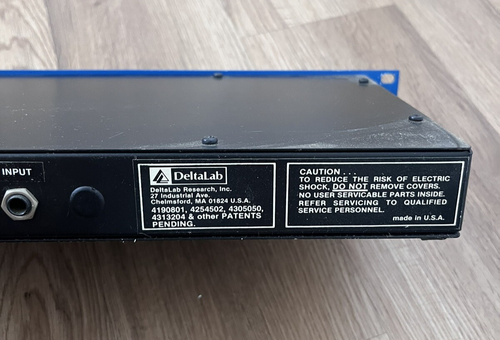 INPUT
DeltaLab
DeltaLab Research, Inc.
27 Industrial Ave.
Chelmsford, MA 01824 U.S.A.
4190801, 4254502, 4305050,
4313204 & other PATENTS
PENDING.
CAUTION . . .
TO REDUCE THE RISK OF ELECTRIC
SHOCK, DO NOT REMOVE COVERS.
NO USER SERVICABLE PARTS INSIDE.
REFER SERVICING TO QUALIFIED
SERVICE PERSONNEL.
made in U.S.A.